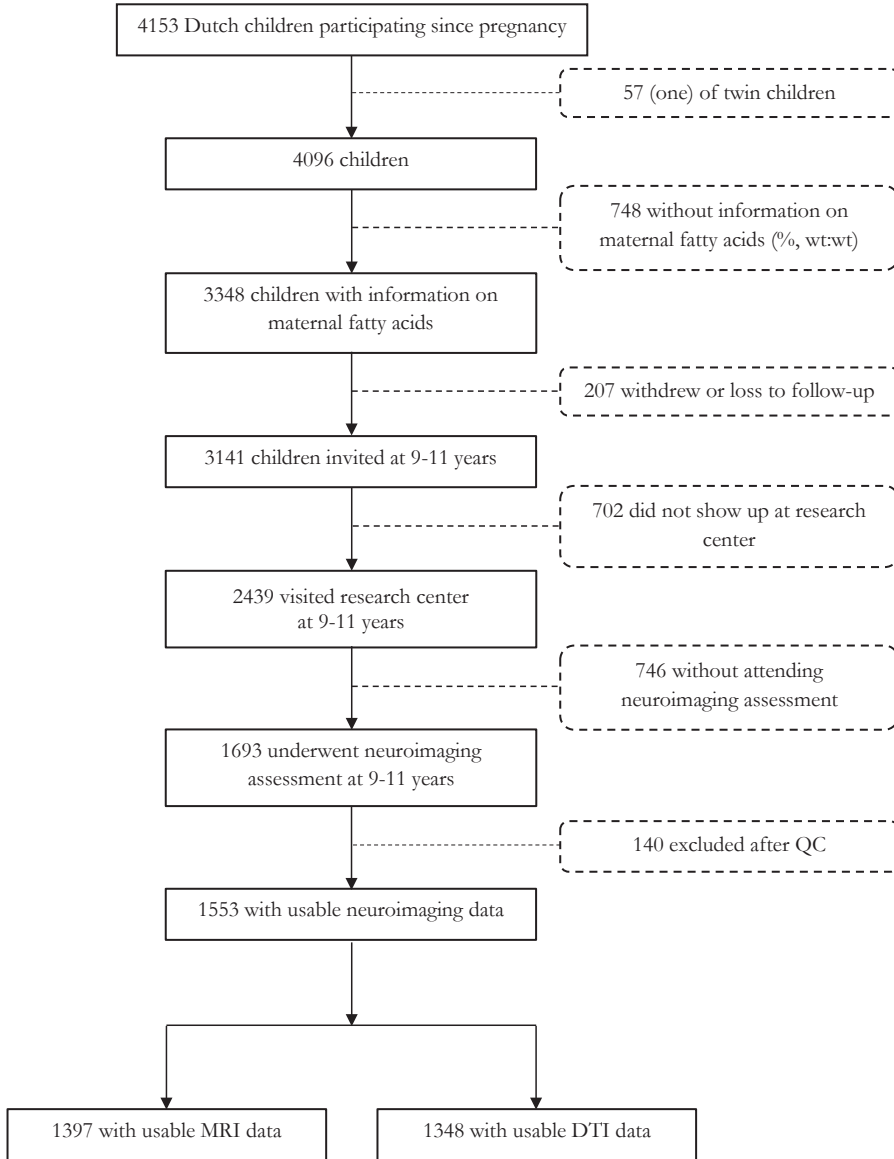 4153 Dutch children participating since pregnancy
57 (one) of twin children
4096 children
748 without information on
maternal fatty acids (%, wt:wt)
3348 children with information on
maternal fatty acids
207 withdrew or loss to follow-up
3141 children invited at 9-11 years
702 did not show up at research
center
2439 visited research center
at 9-11 years
746 without attending
neuroimaging assessment
1693 underwent neuroimaging
assessment at 9-11 years
140 excluded after QC
1553 with usable neuroimaging data
1397 with usable MRI data
1348 with usable DTI data